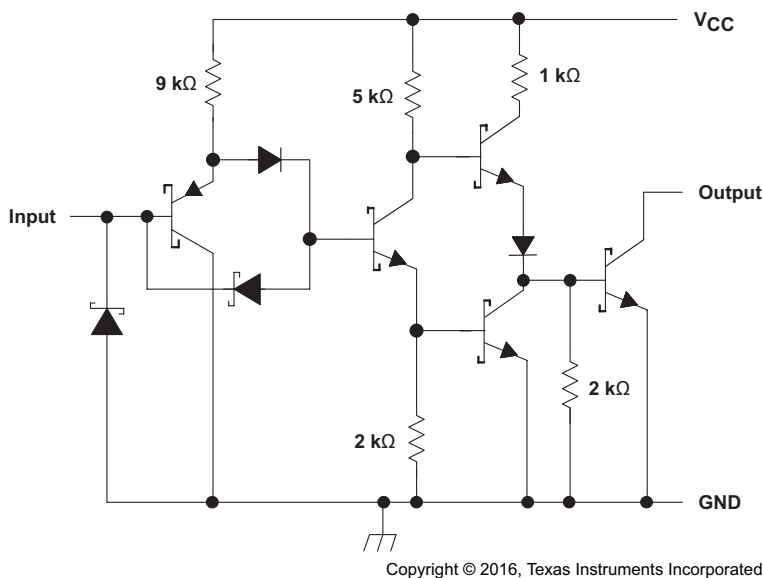 VCC
9 kΩ
5 kΩ
1 kΩ
Input
Output
2 kΩ
2 kΩ
GND
Copyright © 2016, Texas Instruments Incorporated